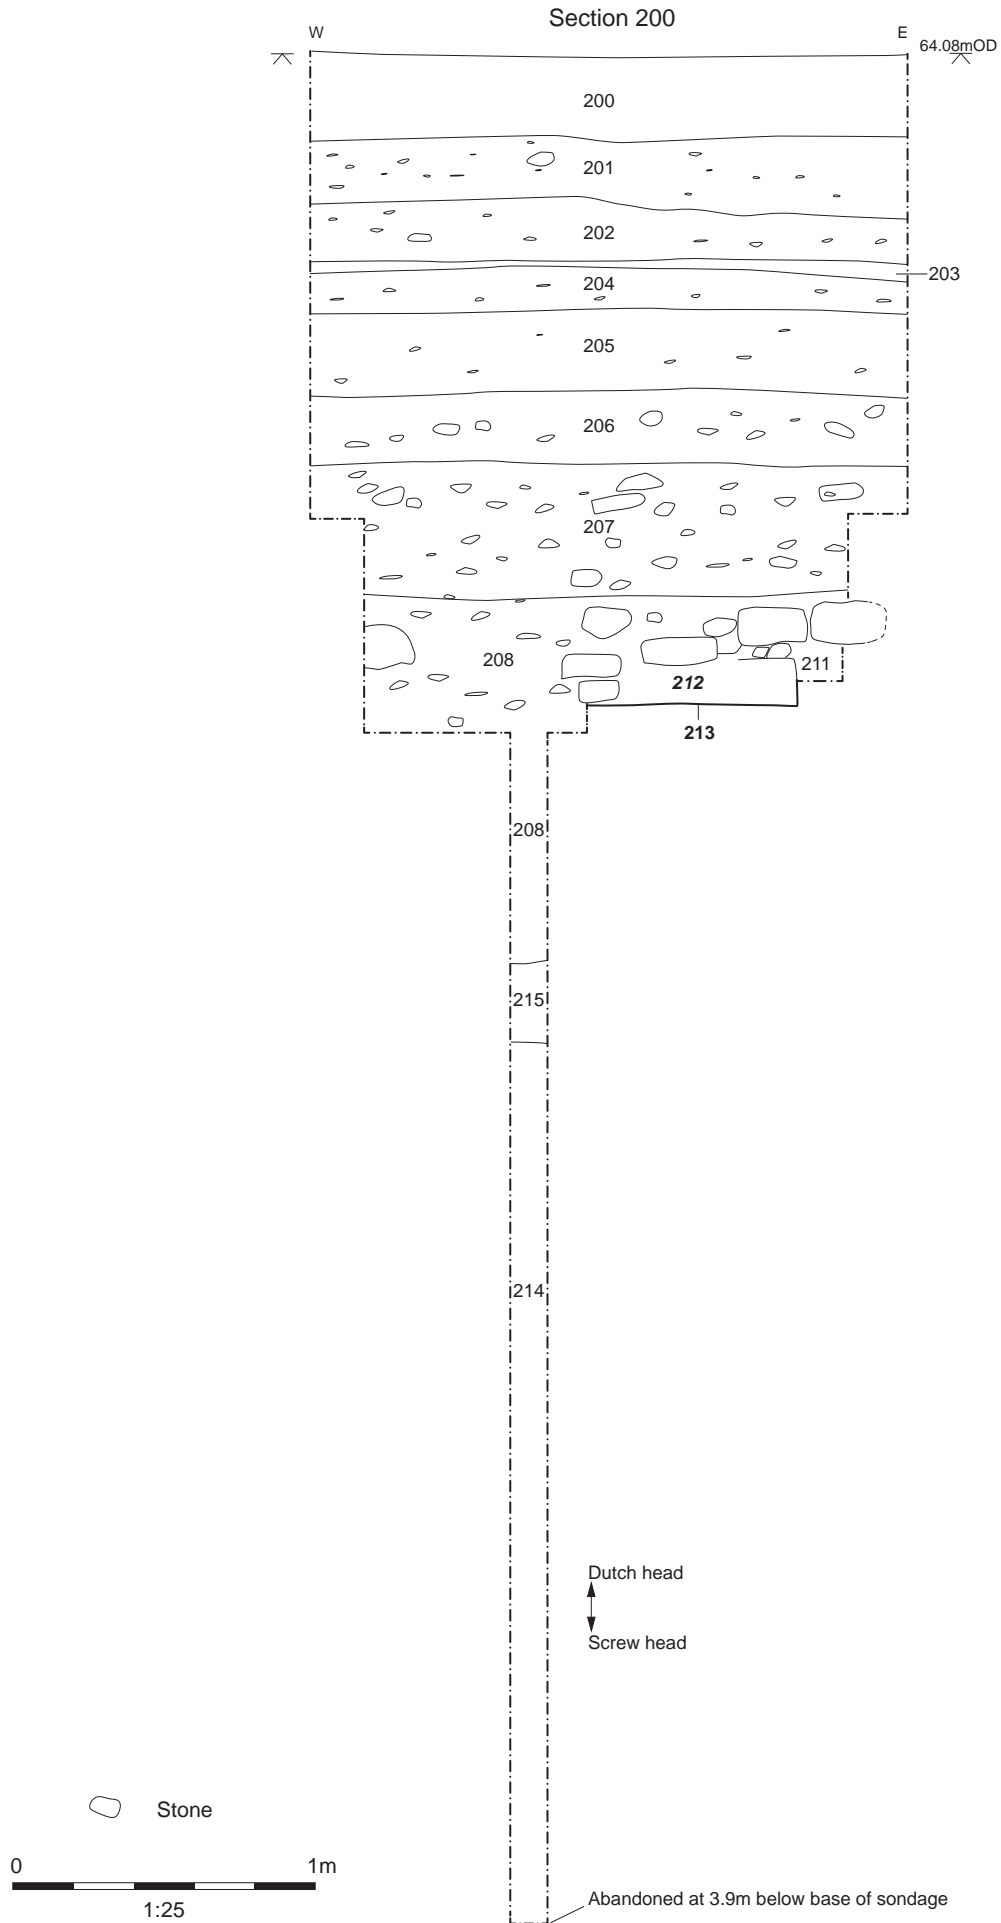 Section 200
W
E
64.08mOD
200
201
202
203
204
205
206
207
208
211
212
213
208
215
214
Dutch head
Screw head
Stone
0
1m
1:25
Abandoned at 3.9m below base of sondage